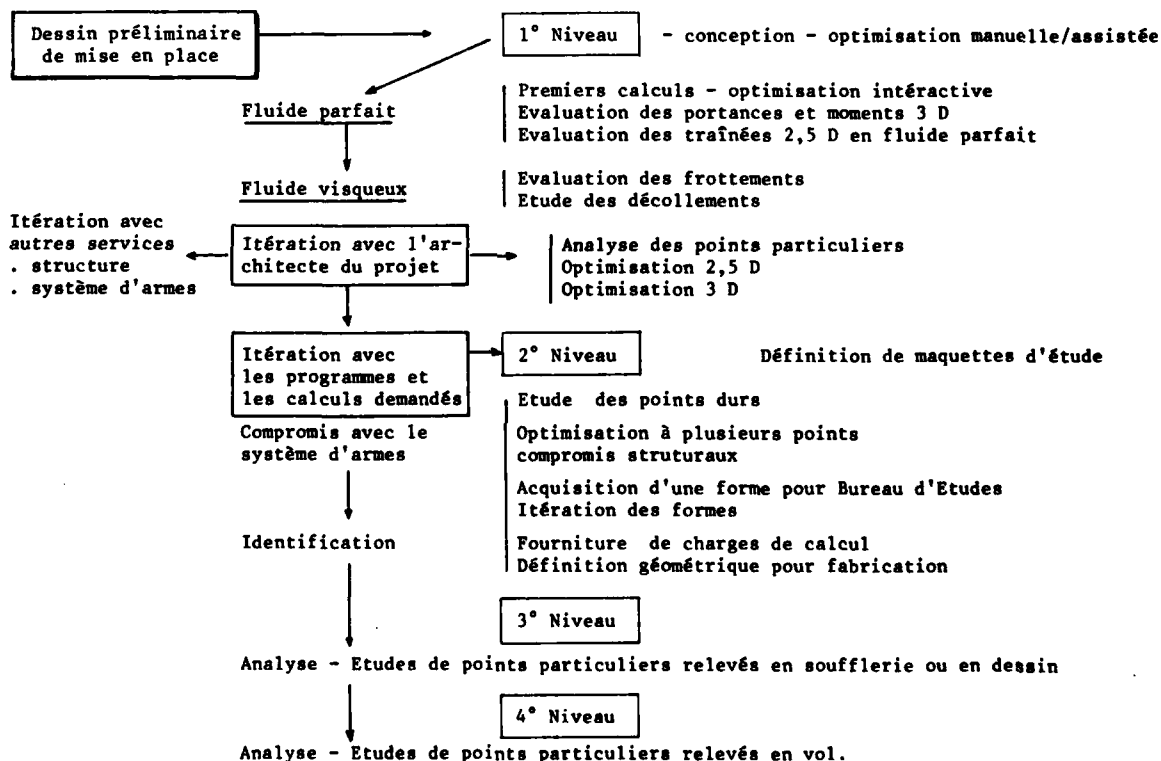 Dessin préliminaire
de mise en place
1° Niveau
- conception - optimisation manuelle/assistée
Fluide parfait
Premiers calculs - optimisation intéractive
Evaluation des portances et moments 3 D
Evaluation des traînées 2,5 D en fluide parfait
Fluide visqueux
Evaluation des frottements
Etude des décollements
Itération avec
autres services
. structure
. système d'armes
Itération avec l'ar-
chitecte du projet
Analyse des points particuliers
Optimisation 2,5 D
Optimisation 3 D
Itération avec
les programmes et
les calculs demandés
2° Niveau
Définition de maquettes d'étude
Etude des points durs
Compromis avec le
système d'armes
Optimisation à plusieurs points
compromis struturaux
Acquisition d'une forme pour Bureau d'Etudes
Itération des formes
Identification
Fourniture de charges de calcul
Définition géométrique pour fabrication
3° Niveau
Analyse - Etudes de points particuliers relevés en soufflerie ou en dessin
4° Niveau
Analyse - Etudes de points particuliers relevés en vol.